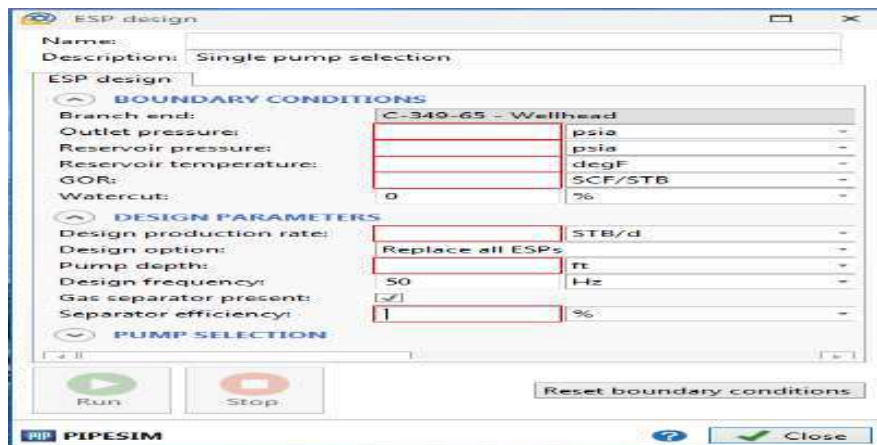 ESP design
Name:
Description: Single pump selection
ESP design
BOUNDARY CONDITIONS
Branch end: C-349-65 - Wellhead
Outlet pressure: psia
Reservoir pressure: psia
Reservoir temperature: degF
GOR: SCF/STB
Watercut: 0 %
DESIGN PARAMETERS
Design production rate: STB/d
Design option: Replace all ESPs
Pump depth: ft
Design frequency: 50 Hz
Gas separator present:
Separator efficiency: %
PUMP SELECTION
Run Stop Reset boundary conditions
PIP PIPESIM ? Close